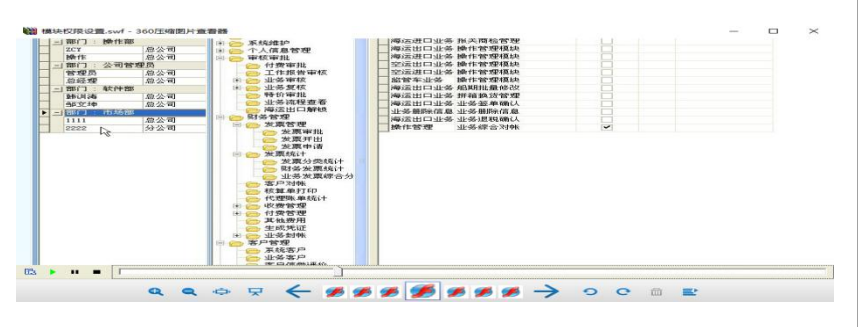 模块权限设置.swf - 360压缩图片查看器
部门 : 操作部
ZCY 总公司
操作 总公司
部门 : 公司管理员
管理员 总公司
总经理 总公司
部门 : 软件部
韩洪涛 总公司
邹文坤 总公司
部门 : 市场部
1111 总公司
2222 分公司
系统维护
个人信息管理
审核审批
付费审批
工作报告审核
业务审核
业务复核
特价审批
业务流程查看
海运出口解锁
财务管理
发票管理
发票审批
发票开出
发票申请
发票统计
发票分类统计
财务发票统计
业务发票综合分
客户对帐
核算单打印
代理账单统计
收费管理
付费管理
其他费用
生成凭证
业务封帐
客户管理
系统客户
业务客户
海运进口业务 报关商检管理
海运出口业务 操作管理模块
海运进口业务 操作管理模块
空运出口业务 操作管理模块
空运进口业务 操作管理模块
船管车业务 操作管理模块
海运出口业务 船期批量修改
海运出口业务 拼箱换货管理
海运出口业务 业务签单确认
业务删除信息 业务删除信息
海运出口业务 业务退税确认
操作管理 业务综合对帐